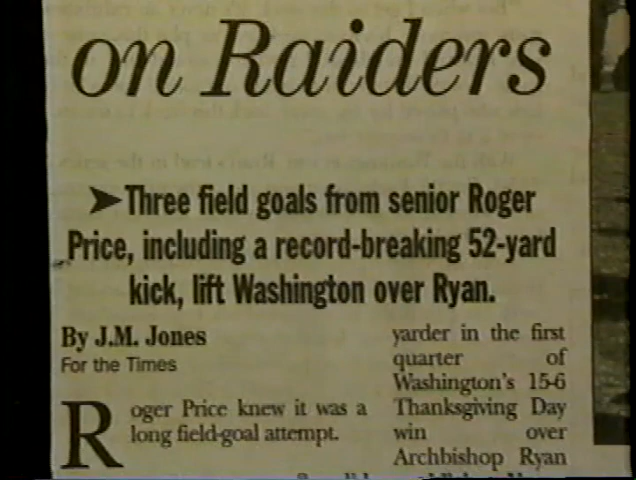 on Raiders
➤Three field goals from senior Roger
Price, including a record-breaking 52-yard
kick, lift Washington over Ryan.
By J.M. Jones
For the Times
Roger Price knew it was a
long field-goal attempt.
yarder in the first
quarter of
Washington's 15-6
Thanksgiving Day
win over
Archbishop Ryan